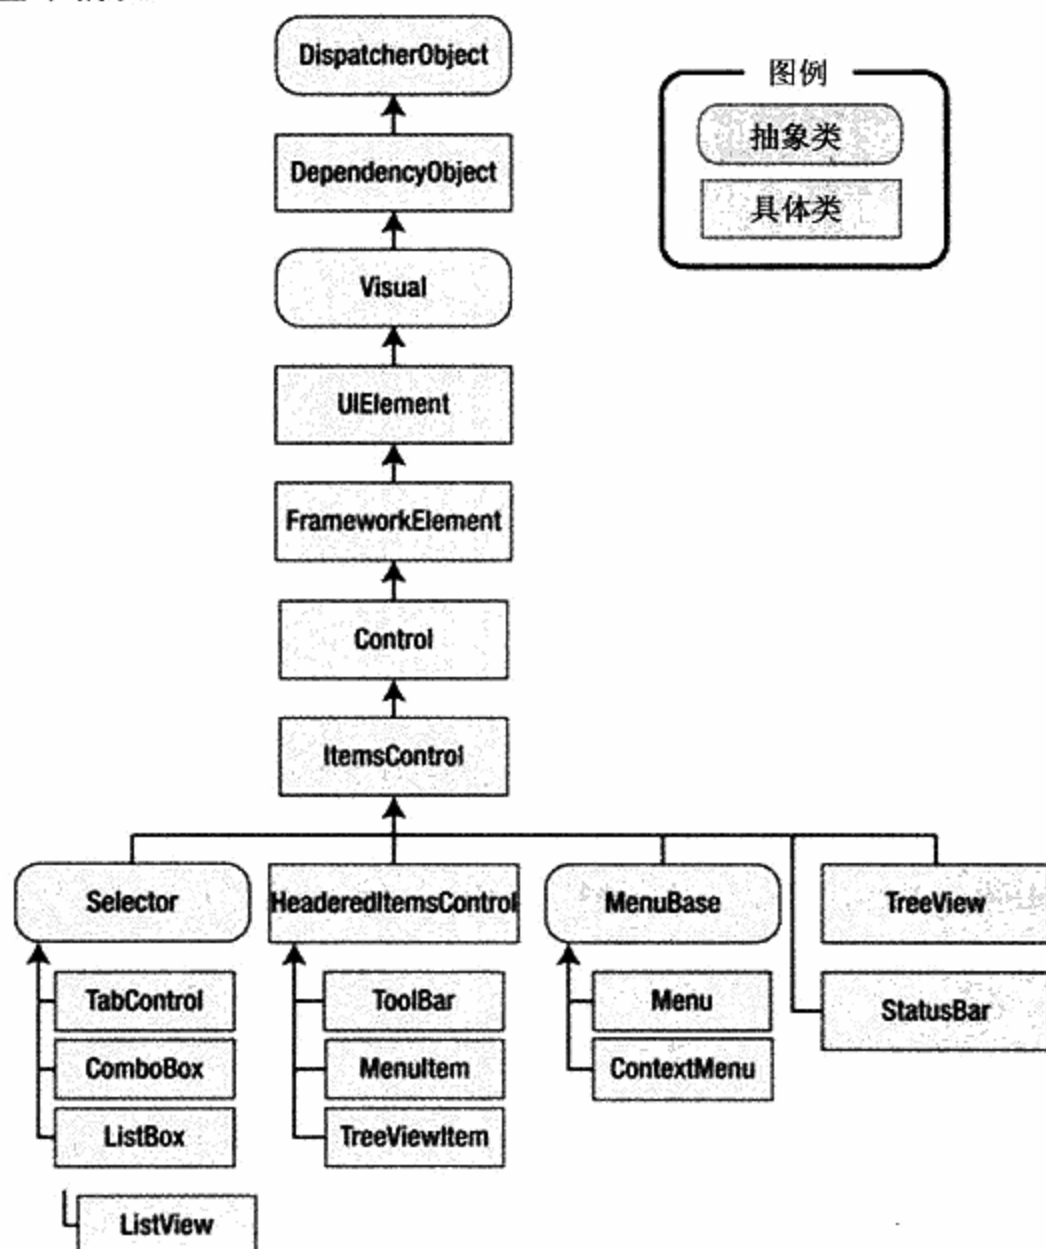 DispatcherObject
图例
抽象类
DependencyObject
具体类
Visual
UIElement
FrameworkElement
Control
ItemsControl
Selector
HeaderedItemsControl
MenuBase
TreeView
TabControl
ToolBar
Menu
StatusBar
ComboBox
MenuItem
ContextMenu
ListBox
TreeViewItem
ListView